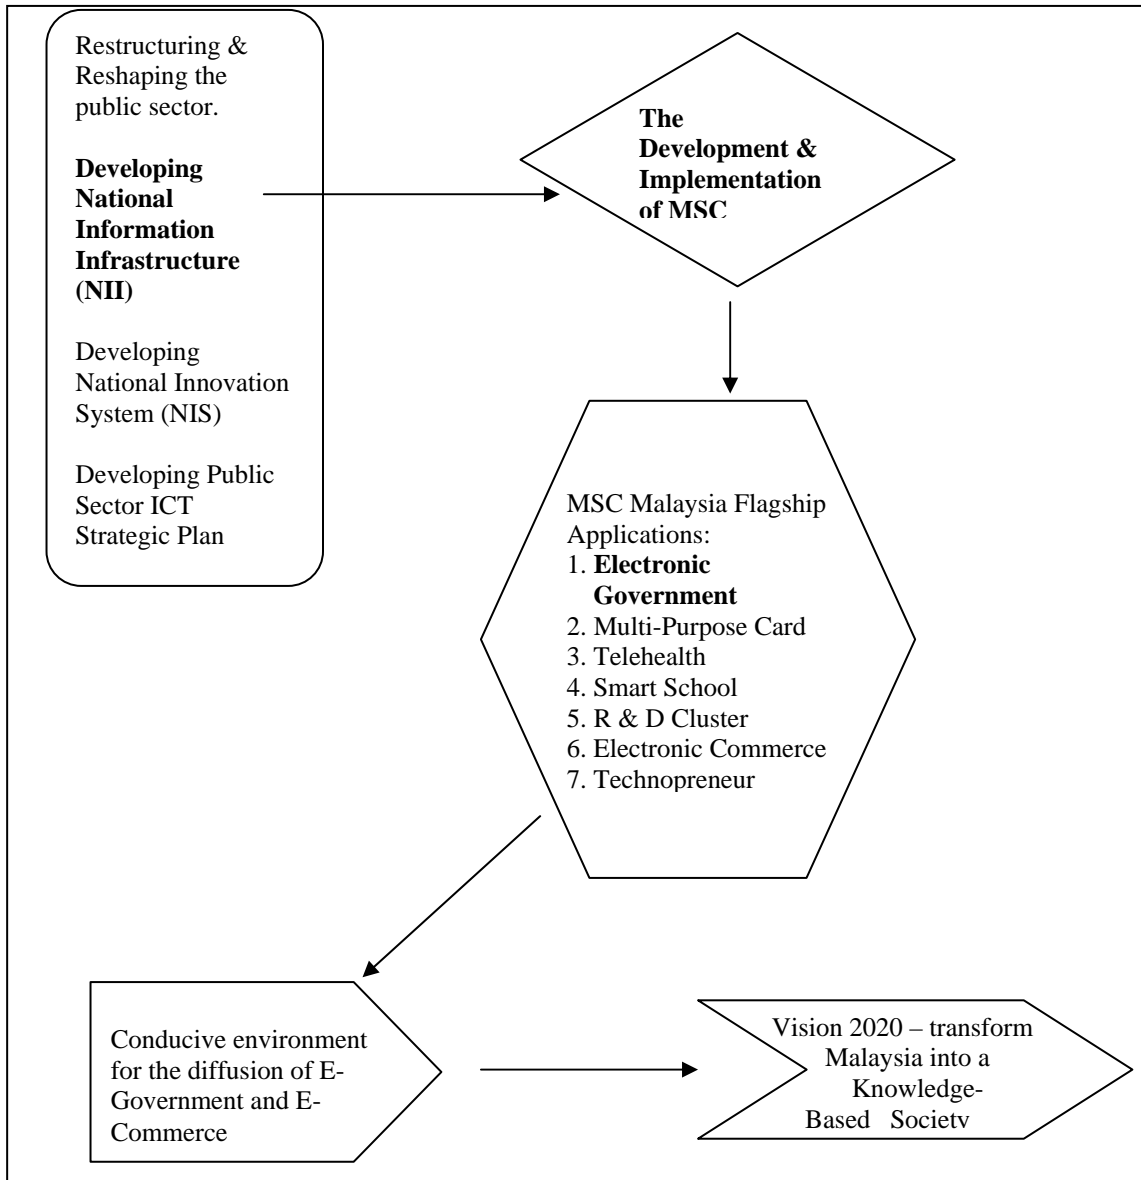 Restructuring &
Reshaping the
public sector.
Developing
National
Information
Infrastructure
(NII)
Developing
National Innovation
System (NIS)
Developing Public
Sector ICT
Strategic Plan
The
Development &
Implementation
of MSC
MSC Malaysia Flagship
Applications:
1. Electronic
Government
2. Multi-Purpose Card
3. Telehealth
4. Smart School
5. R & D Cluster
6. Electronic Commerce
7. Technopreneur
Conducive environment
for the diffusion of E-
Government and E-
Commerce
Vision 2020 – transform
Malaysia into a
Knowledge-
Based Society